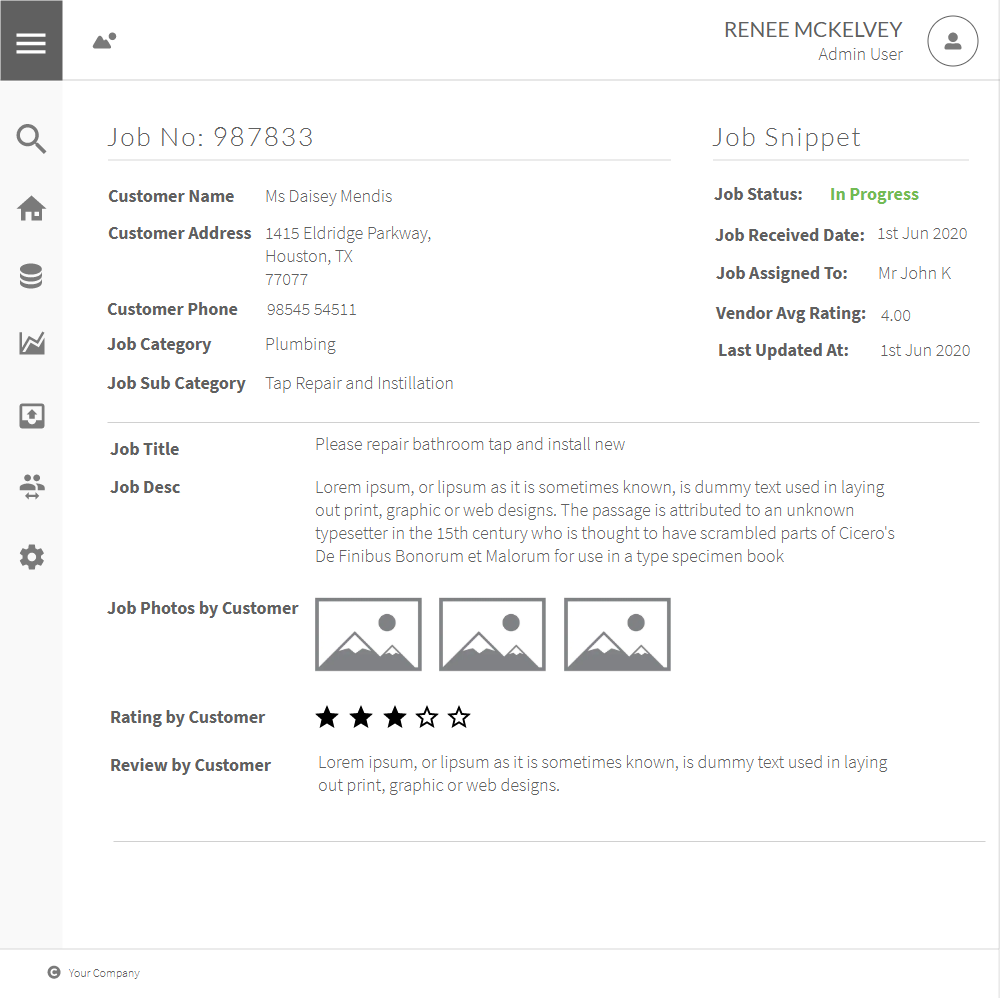 RENEE MCKELVEY
Admin User
Job No: 987833
Customer Name Ms Daisey Mendis
Customer Address 1415 Eldridge Parkway,
Houston, TX
77077
Customer Phone 98545 54511
Job Category Plumbing
Job Sub Category Tap Repair and Instillation
Job Snippet
Job Status: In Progress
Job Received Date: 1st Jun 2020
Job Assigned To: Mr John K
Vendor Avg Rating: 4.00
Last Updated At: 1st Jun 2020
Job Title Please repair bathroom tap and install new
Job Desc Lorem ipsum, or lipsum as it is sometimes known, is dummy text used in laying
out print, graphic or web designs. The passage is attributed to an unknown
typesetter in the 15th century who is thought to have scrambled parts of Cicero's
De Finibus Bonorum et Malorum for use in a type specimen book
Job Photos by Customer
Rating by Customer
Review by Customer Lorem ipsum, or lipsum as it is sometimes known, is dummy text used in laying
out print, graphic or web designs.
C Your Company